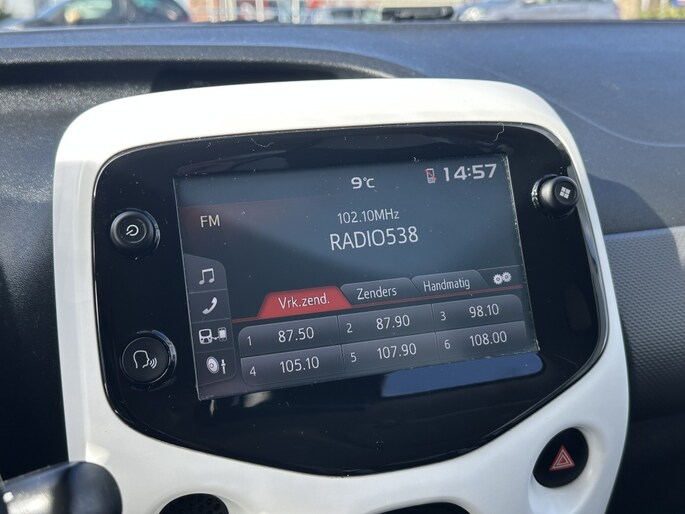 9°C
14:57
FM
102.10MHz
RADIO538
Vrk.zend.
Zenders
Handmatig
1 87.50
2 87.90
3 98.10
4 105.10
5 107.90
6 108.00